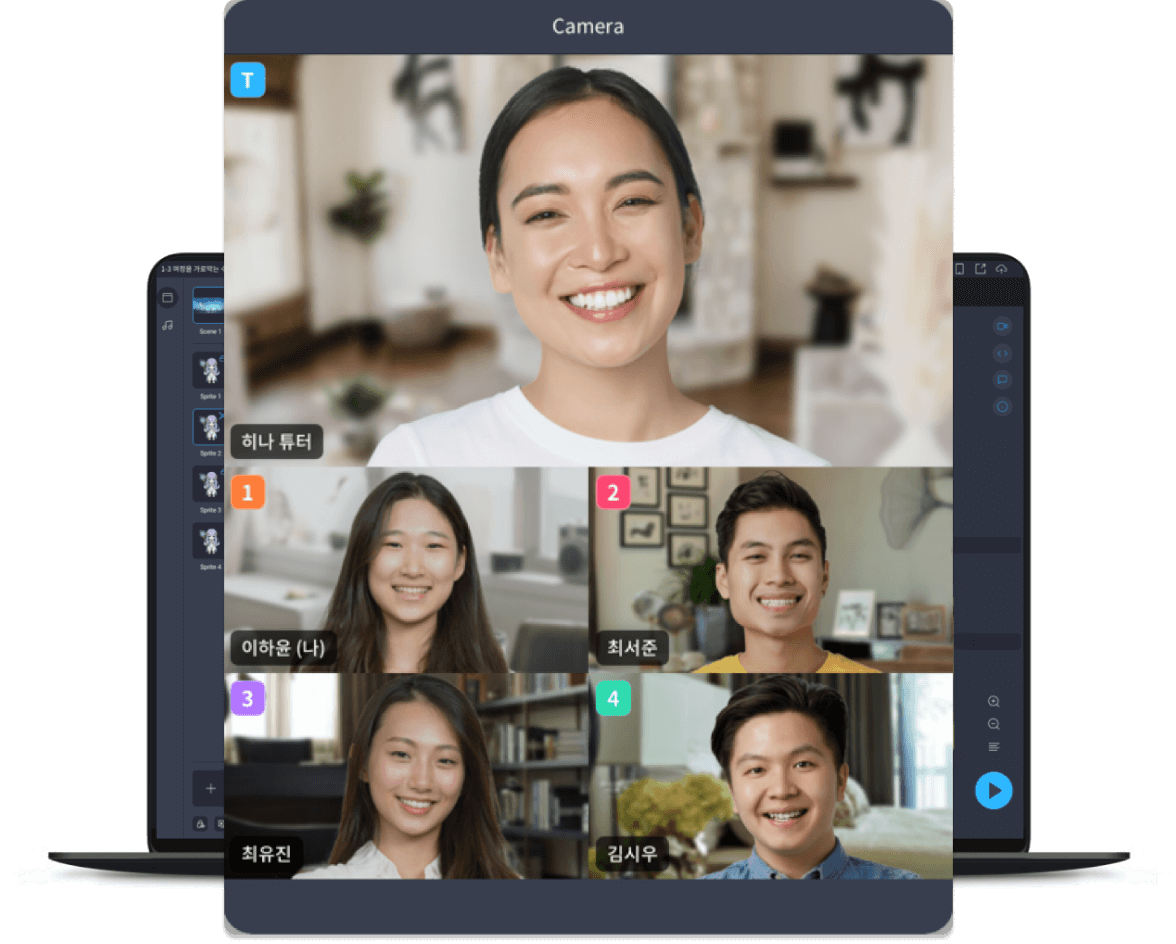 Camera
T
히나 튜터
1
이하윤 (나)
2
최서준
3
최유진
4
김시우
1-3 여정을 가로막는
Scene 1
Sprite 1
Sprite 2
Sprite 3
Sprite 4